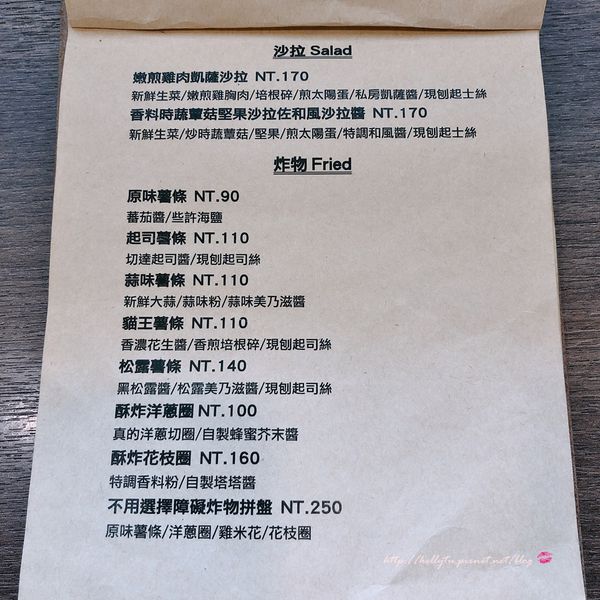 沙拉 Salad
嫩煎雞肉凱薩沙拉 NT.170
新鮮生菜/嫩煎雞胸肉/培根碎/煎太陽蛋/私房凱薩醬/現刨起士絲
香料時蔬蕈菇堅果沙拉佐和風沙拉醬 NT.170
新鮮生菜/炒時蔬蕈菇/堅果/煎太陽蛋/特調和風醬/現刨起士絲
炸物 Fried
原味薯條 NT.90
蕃茄醬/些許海鹽
起司薯條 NT.110
切達起司醬/現刨起司絲
蒜味薯條 NT.110
新鮮大蒜/蒜味粉/蒜味美乃滋醬
貓王薯條 NT.110
香濃花生醬/香煎培根碎/現刨起司絲
松露薯條 NT.140
黑松露醬/松露美乃滋醬/現刨起司絲
酥炸洋蔥圈 NT.100
真的洋蔥切圈/自製蜂蜜芥末醬
酥炸花枝圈 NT.160
特調香料粉/自製塔塔醬
不用選擇障礙炸物拼盤 NT.250
原味薯條/洋蔥圈/雞米花/花枝圈
http://hollytu.pixnet.net/blog